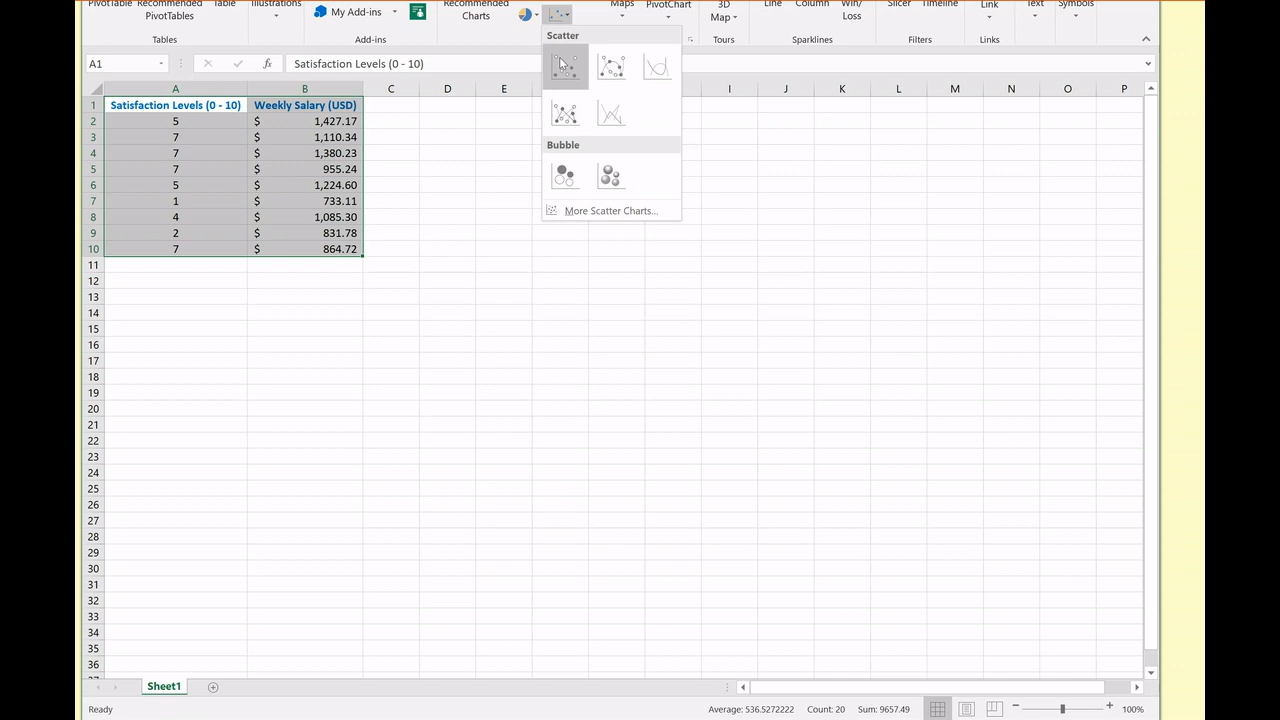 PivotTable Recommended PivotTables Table Illustrations My Add-ins Recommended Charts Maps PivotChart 3D Map Line Column Win/Loss Slicer Timeline Link Text Symbols
Tables Add-ins Tours Sparklines Filters Links
Scatter
Bubble
More Scatter Charts...
A1 fx Satisfaction Levels (0 - 10)
A B C D E I J K L M N O P
1 Satisfaction Levels (0 - 10) Weekly Salary (USD)
2 5 $ 1,427.17
3 7 $ 1,110.34
4 7 $ 1,380.23
5 7 $ 955.24
6 5 $ 1,224.60
7 1 $ 733.11
8 4 $ 1,085.30
9 2 $ 831.78
10 7 $ 864.72
11
12
13
14
15
16
17
18
19
20
21
22
23
24
25
26
27
28
29
30
31
32
33
34
35
36
Sheet1
Ready Average: 536.5272222 Count: 20 Sum: 9657.49 100%